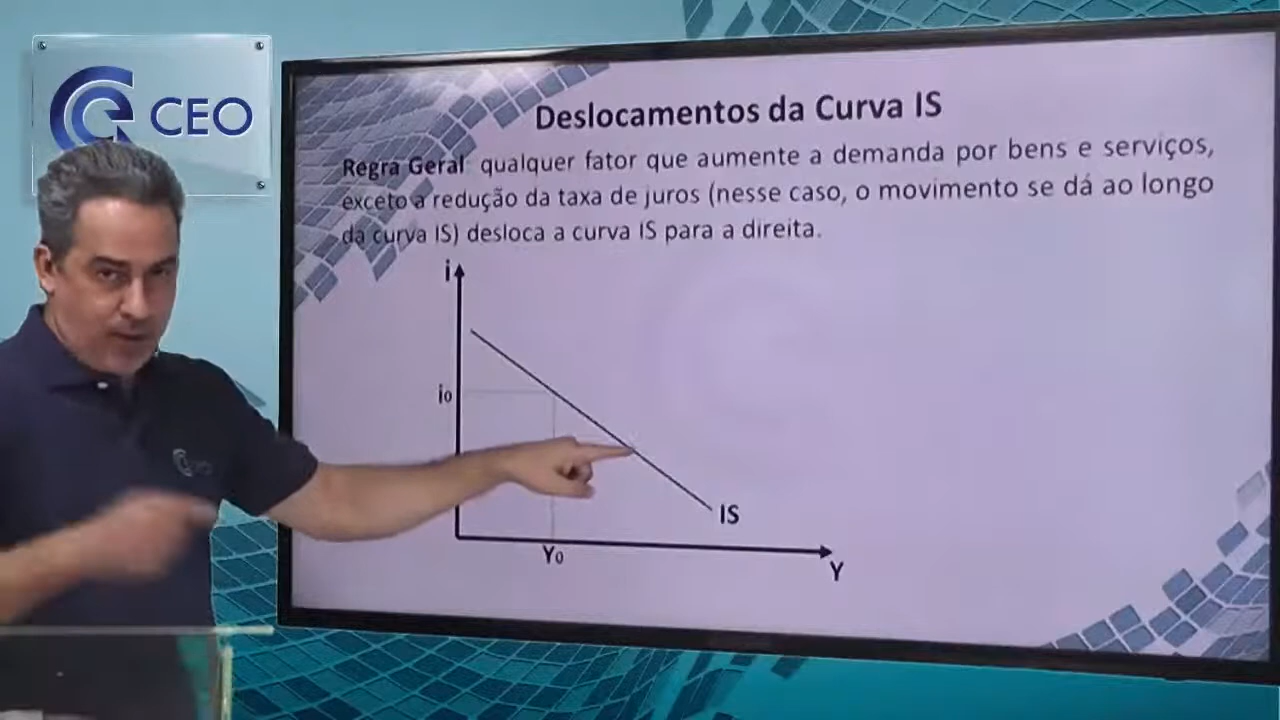 CEO
Deslocamentos da Curva IS
Regra Geral: qualquer fator que aumente a demanda por bens e serviços,
exceto a redução da taxa de juros (nesse caso, o movimento se dá ao longo
da curva IS) desloca a curva IS para a direita.
i
i₀
IS
Y₀
Y